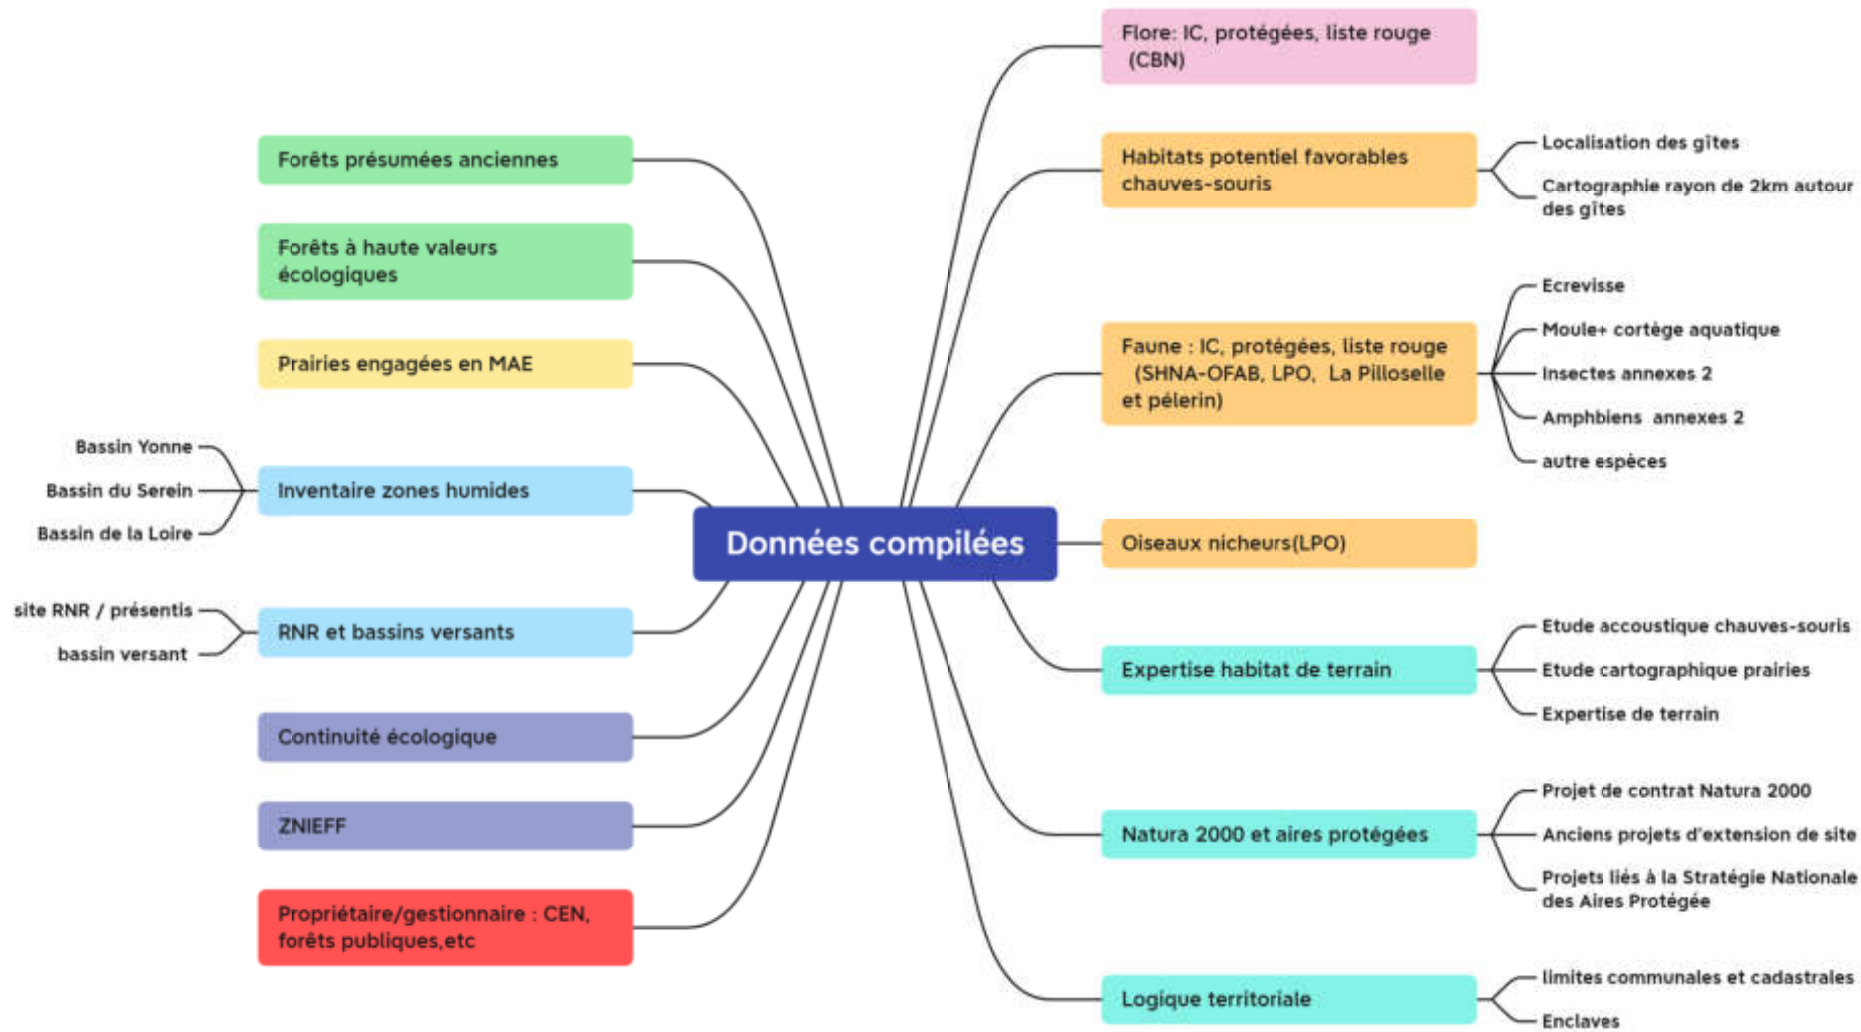 Données compilées
Forêts présumées anciennes
Forêts à haute valeurs
écologiques
Prairies engagées en MAE
Inventaire zones humides
Bassin Yonne
Bassin du Serein
Bassin de la Loire
RNR et bassins versants
site RNR / présentis
bassin versant
Continuité écologique
ZNIEFF
Propriétaire/gestionnaire : CEN,
forêts publiques,etc
Flore: IC, protégées, liste rouge
(CBN)
Habitats potentiel favorables
chauves-souris
Localisation des gîtes
Cartographie rayon de 2km autour
des gîtes
Faune : IC, protégées, liste rouge
(SHNA-OFAB, LPO, La Pilloselle
et pélerin)
Ecrevisse
Moule+ cortège aquatique
Insectes annexes 2
Amphbiens annexes 2
autre espèces
Oiseaux nicheurs(LPO)
Expertise habitat de terrain
Etude accoustique chauves-souris
Etude cartographique prairies
Expertise de terrain
Natura 2000 et aires protégées
Projet de contrat Natura 2000
Anciens projets d'extension de site
Projets liés à la Stratégie Nationale
des Aires Protégée
Logique territoriale
limites communales et cadastrales
Enclaves